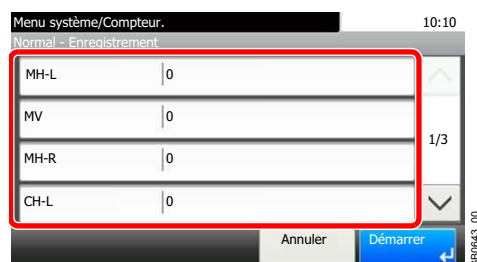 Menu système/Compteur. 10:10
Normal - Enregistrement
MH-L 0
MV 0
1/3
MH-R 0
CH-L 0
Annuler Démarrer